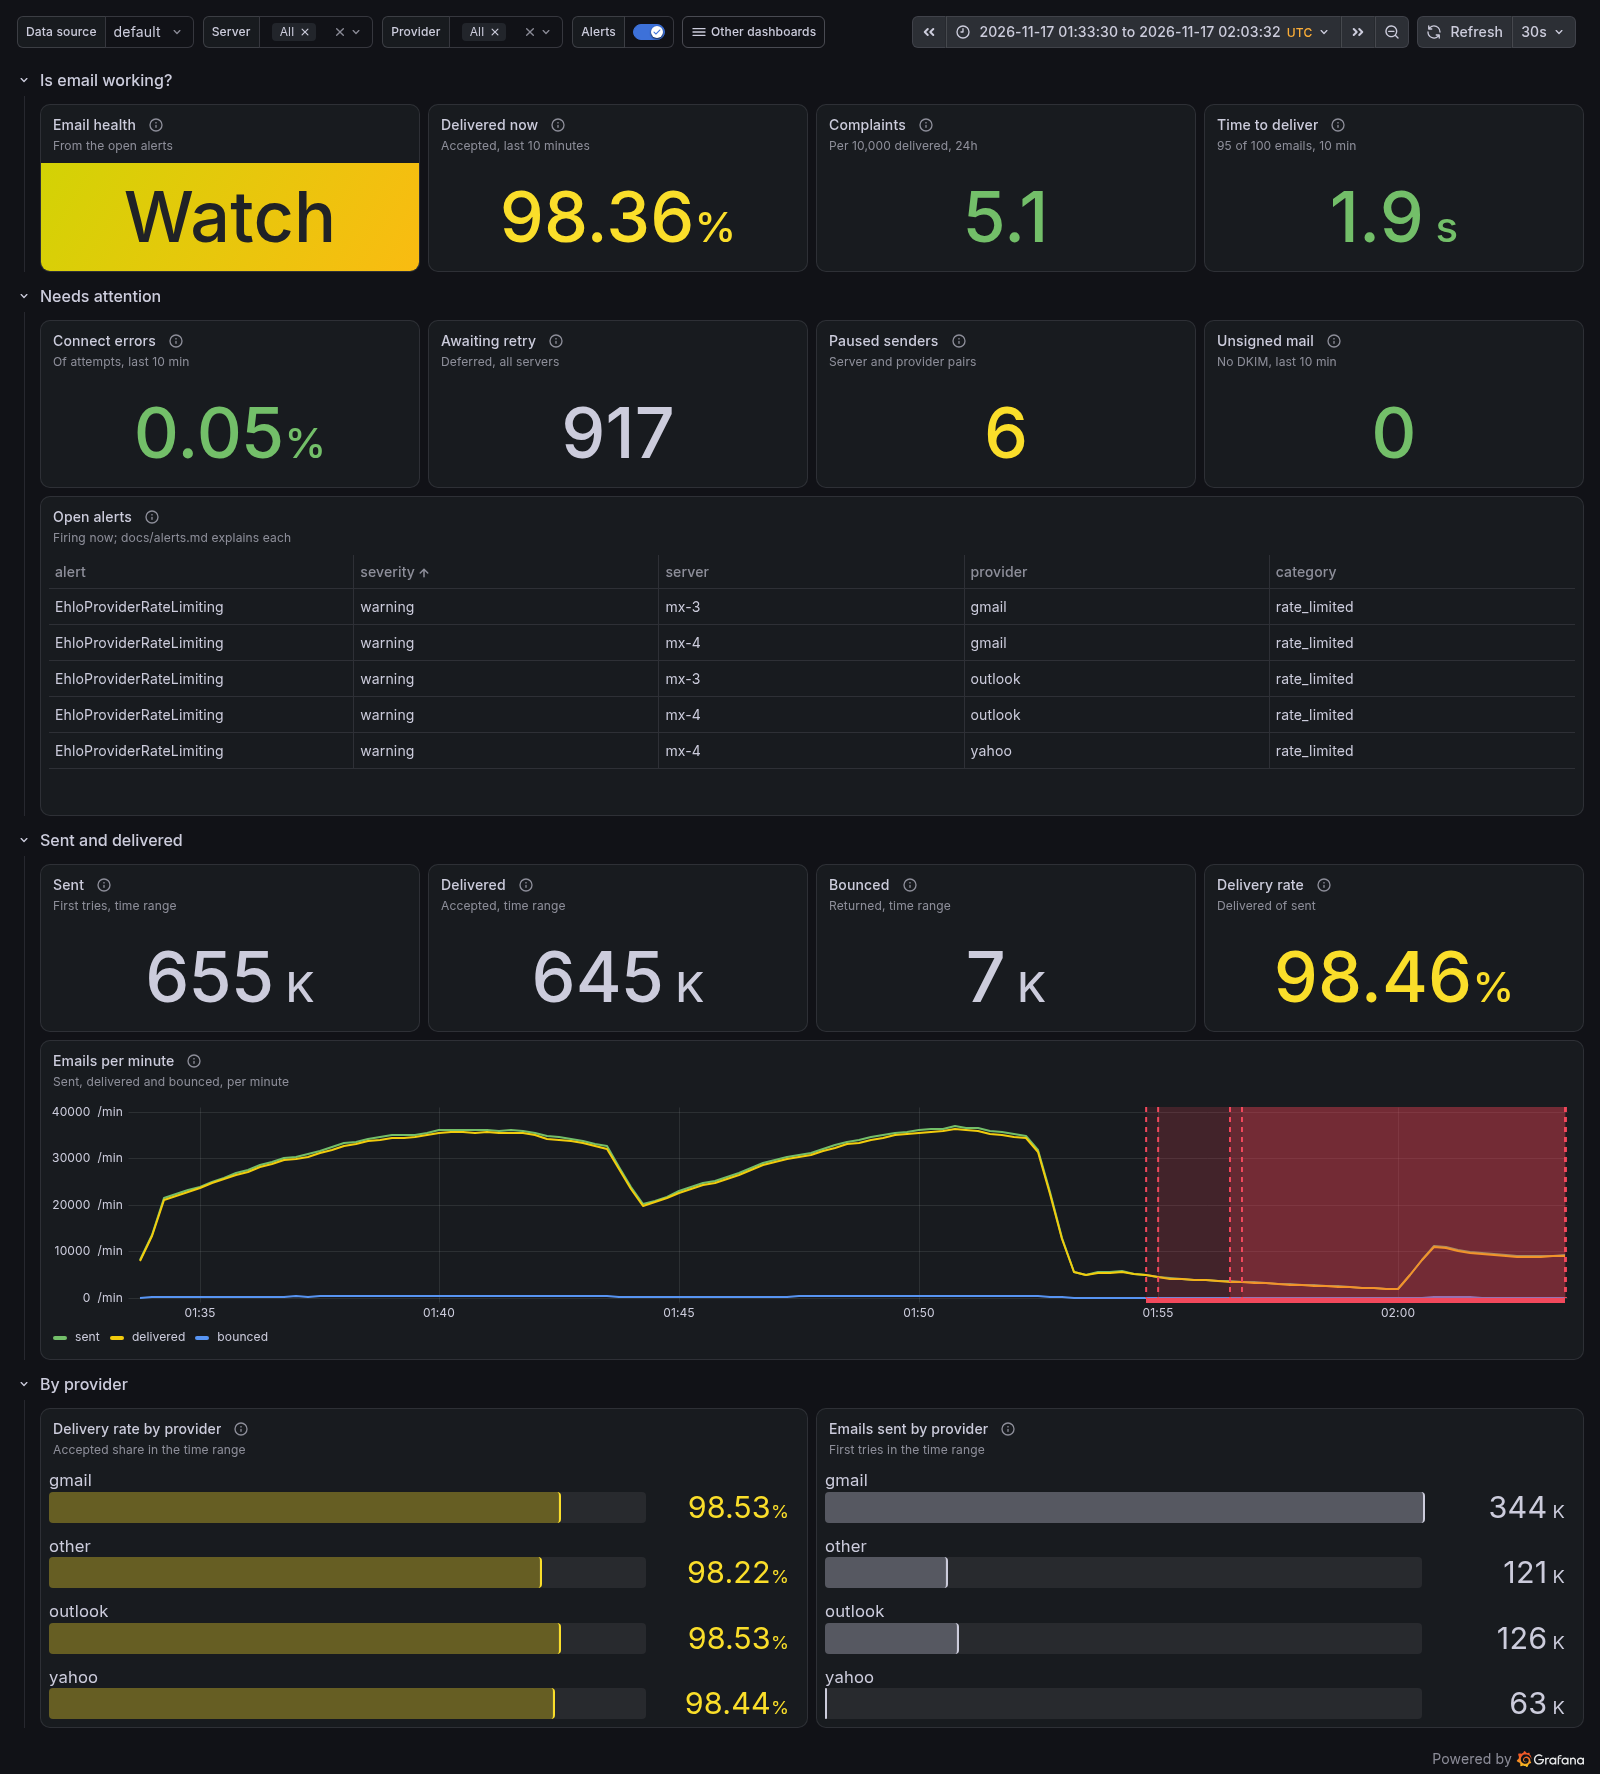 Data source default Server All Provider All Alerts Other dashboards 2026-11-17 01:33:30 to 2026-11-17 02:03:32 UTC Refresh 30s
Is email working?
Email health
From the open alerts
Watch
Delivered now
Accepted, last 10 minutes
98.36%
Complaints
Per 10,000 delivered, 24h
5.1
Time to deliver
95 of 100 emails, 10 min
1.9 s
Needs attention
Connect errors
Of attempts, last 10 min
0.05%
Awaiting retry
Deferred, all servers
917
Paused senders
Server and provider pairs
6
Unsigned mail
No DKIM, last 10 min
0
Open alerts
Firing now; docs/alerts.md explains each
alert severity server provider category
EhloProviderRateLimiting warning mx-3 gmail rate_limited
EhloProviderRateLimiting warning mx-4 gmail rate_limited
EhloProviderRateLimiting warning mx-3 outlook rate_limited
EhloProviderRateLimiting warning mx-4 outlook rate_limited
EhloProviderRateLimiting warning mx-4 yahoo rate_limited
Sent and delivered
Sent
First tries, time range
655 K
Delivered
Accepted, time range
645 K
Bounced
Returned, time range
7 K
Delivery rate
Delivered of sent
98.46%
Emails per minute
Sent, delivered and bounced, per minute
40000 /min
30000 /min
20000 /min
10000 /min
0 /min
01:35 01:40 01:45 01:50 01:55 02:00
sent delivered bounced
By provider
Delivery rate by provider
Accepted share in the time range
gmail
98.53%
other
98.22%
outlook
98.53%
yahoo
98.44%
Emails sent by provider
First tries in the time range
gmail
344 K
other
121 K
outlook
126 K
yahoo
63 K
Powered by Grafana